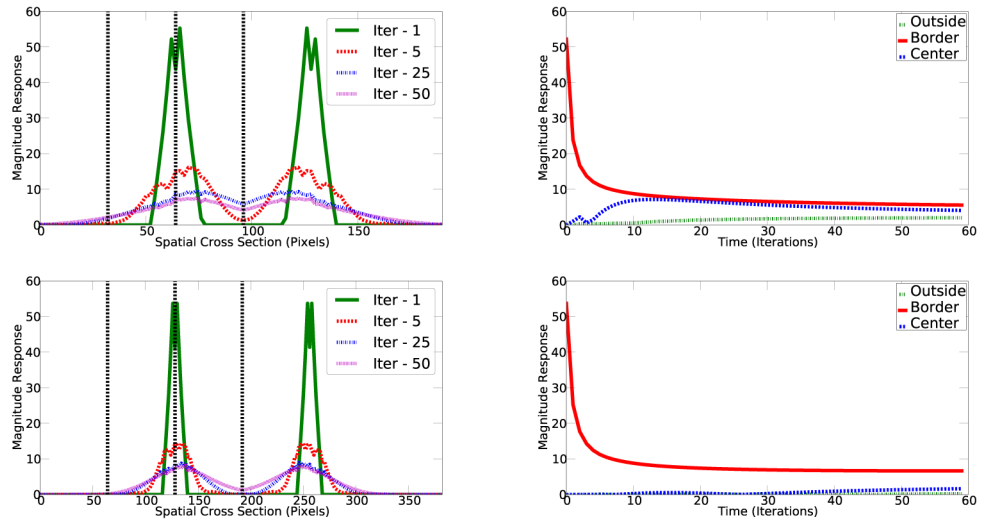 60
50
40
30
20
10
0
Magnitude Response
Iter - 1
Iter - 5
Iter - 25
Iter - 50
0 50 100 150
Spatial Cross Section (Pixels)
60
50
40
30
20
10
0
Magnitude Response
Outside
Border
Center
0 10 20 30 40 50 60
Time (Iterations)
60
50
40
30
20
10
0
Magnitude Response
Iter - 1
Iter - 5
Iter - 25
Iter - 50
0 50 100 150 200 250 300 350
Spatial Cross Section (Pixels)
60
50
40
30
20
10
0
Magnitude Response
Outside
Border
Center
0 10 20 30 40 50 60
Time (Iterations)